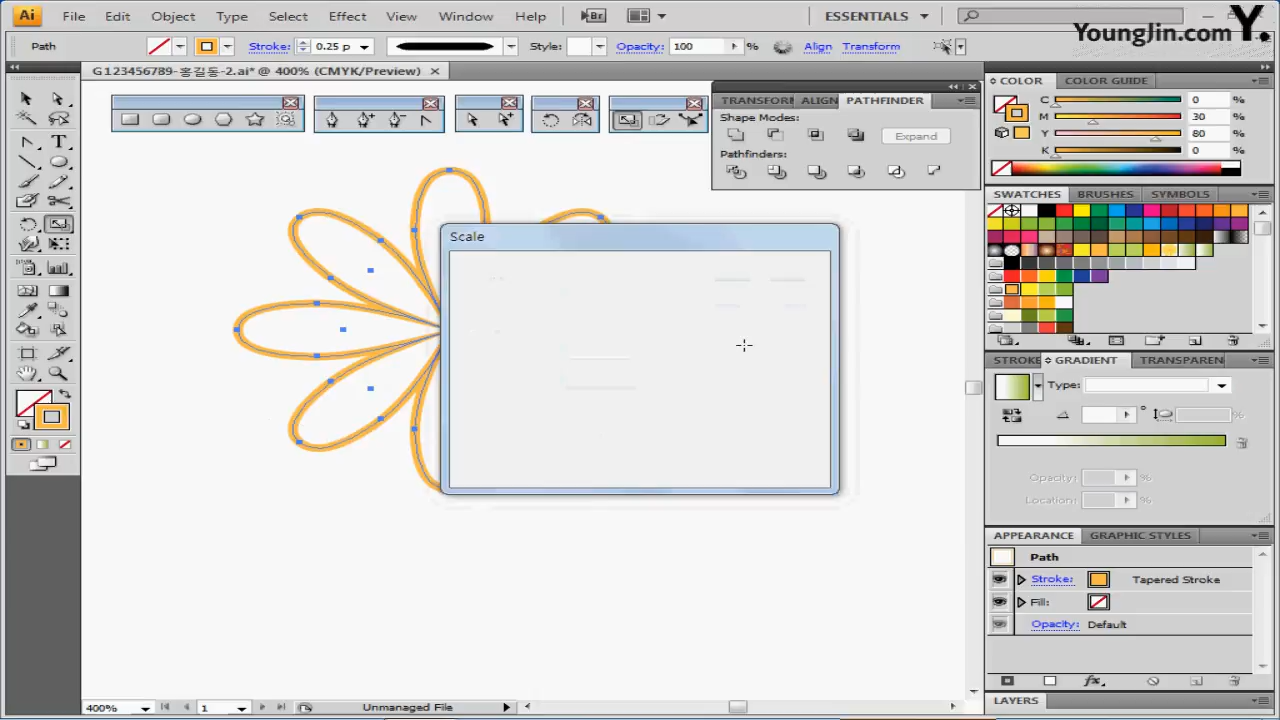 Ai File Edit Object Type Select Effect View Window Help Br ESSENTIALS
YoungJin.com Y.
Path Stroke: 0.25 p Style: Opacity: 100 % Align Transform
G123456789-홍길동-2.ai* @ 400% (CMYK/Preview)
TRANSFORM ALIGN PATHFINDER
Shape Modes:
Expand
Pathfinders:
COLOR COLOR GUIDE
C 0 %
M 30 %
Y 80 %
K 0 %
SWATCHES BRUSHES SYMBOLS
Scale
STROKE GRADIENT TRANSPAREN
Type:
° %
Opacity: %
Location: %
APPEARANCE GRAPHIC STYLES
Path
Stroke: Tapered Stroke
Fill:
Opacity: Default
fx
LAYERS
400% 1 Unmanaged File